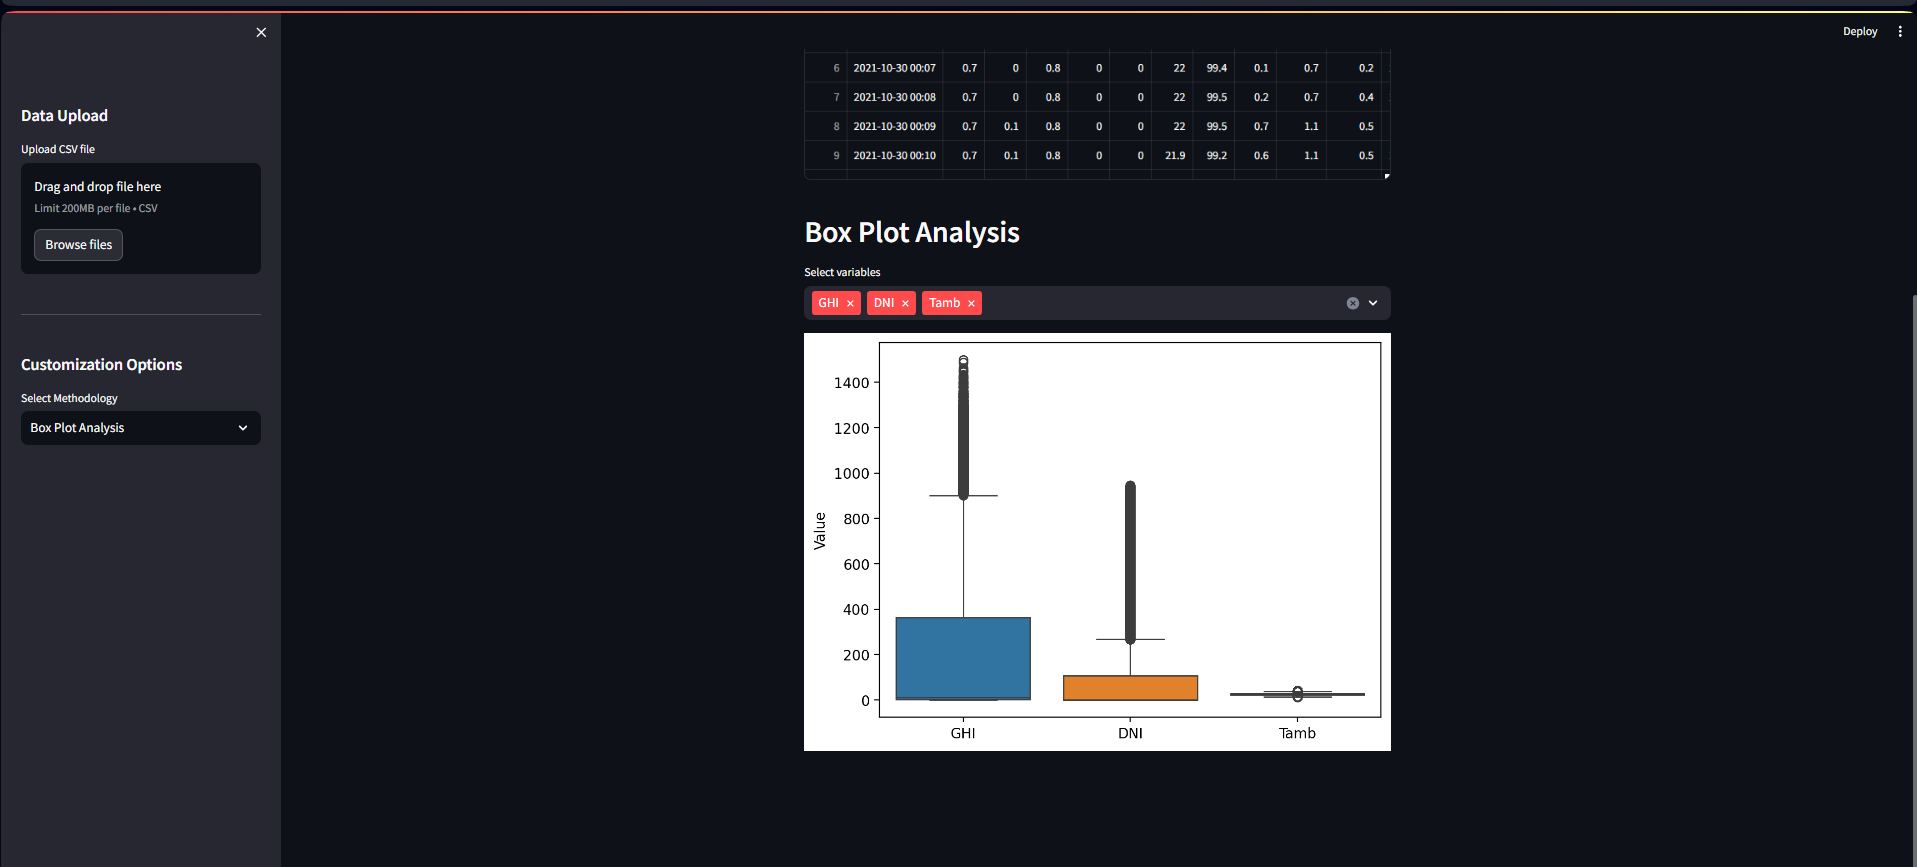 Deploy
Data Upload
Upload CSV file
Drag and drop file here
Limit 200MB per file • CSV
Browse files
Customization Options
Select Methodology
Box Plot Analysis
6 2021-10-30 00:07 0.7 0 0.8 0 0 22 99.4 0.1 0.7 0.2
7 2021-10-30 00:08 0.7 0 0.8 0 0 22 99.5 0.2 0.7 0.4
8 2021-10-30 00:09 0.7 0.1 0.8 0 0 22 99.5 0.7 1.1 0.5
9 2021-10-30 00:10 0.7 0.1 0.8 0 0 21.9 99.2 0.6 1.1 0.5
Box Plot Analysis
Select variables
GHI DNI Tamb
1400
1200
1000
800
600
400
200
0
Value
GHI DNI Tamb